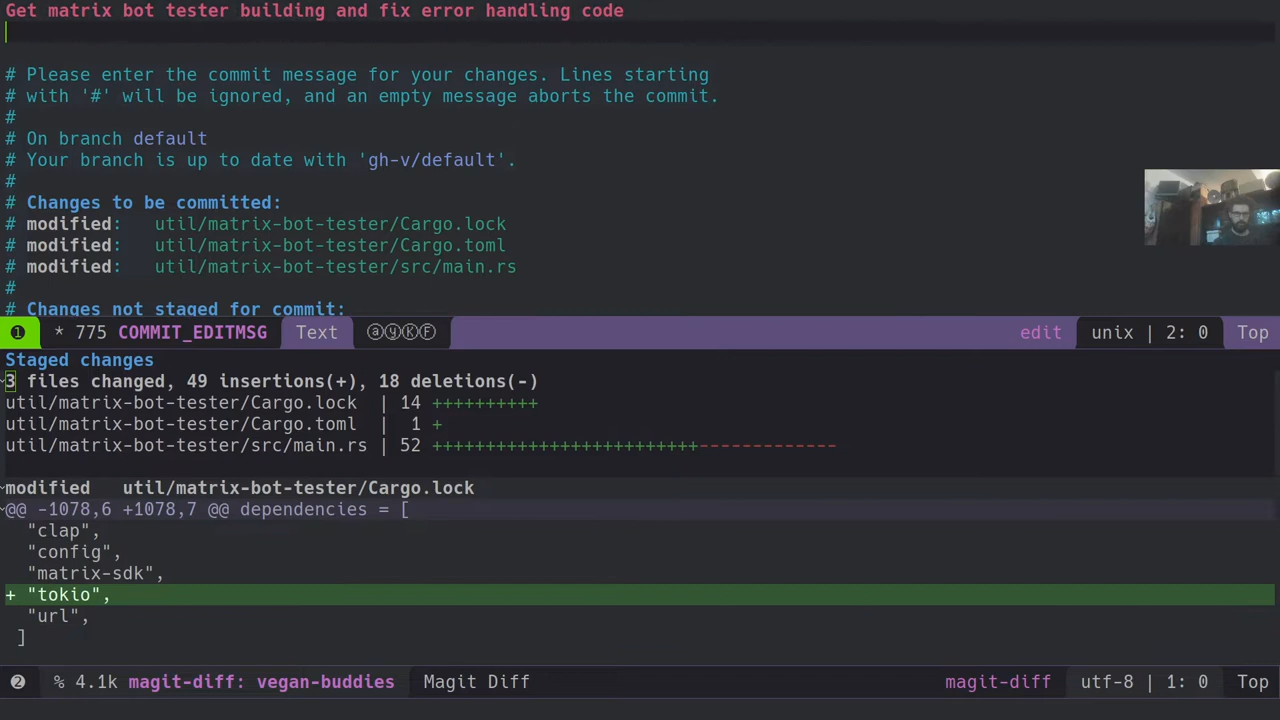 Get matrix bot tester building and fix error handling code
# Please enter the commit message for your changes. Lines starting
# with '#' will be ignored, and an empty message aborts the commit.
#
# On branch default
# Your branch is up to date with 'gh-v/default'.
#
# Changes to be committed:
# modified:   util/matrix-bot-tester/Cargo.lock
# modified:   util/matrix-bot-tester/Cargo.toml
# modified:   util/matrix-bot-tester/src/main.rs
#
# Changes not staged for commit:
❶ * 775 COMMIT_EDITMSG Text ⓐⓨⓀⒻ edit unix | 2: 0 Top
Staged changes
3 files changed, 49 insertions(+), 18 deletions(-)
util/matrix-bot-tester/Cargo.lock  | 14 ++++++++++
util/matrix-bot-tester/Cargo.toml  |  1 +
util/matrix-bot-tester/src/main.rs | 52 +++++++++++++++++++++++++-------------
modified   util/matrix-bot-tester/Cargo.lock
@@ -1078,6 +1078,7 @@ dependencies = [
"clap",
"config",
"matrix-sdk",
+ "tokio",
"url",
]
❷ % 4.1k magit-diff: vegan-buddies Magit Diff magit-diff utf-8 | 1: 0 Top